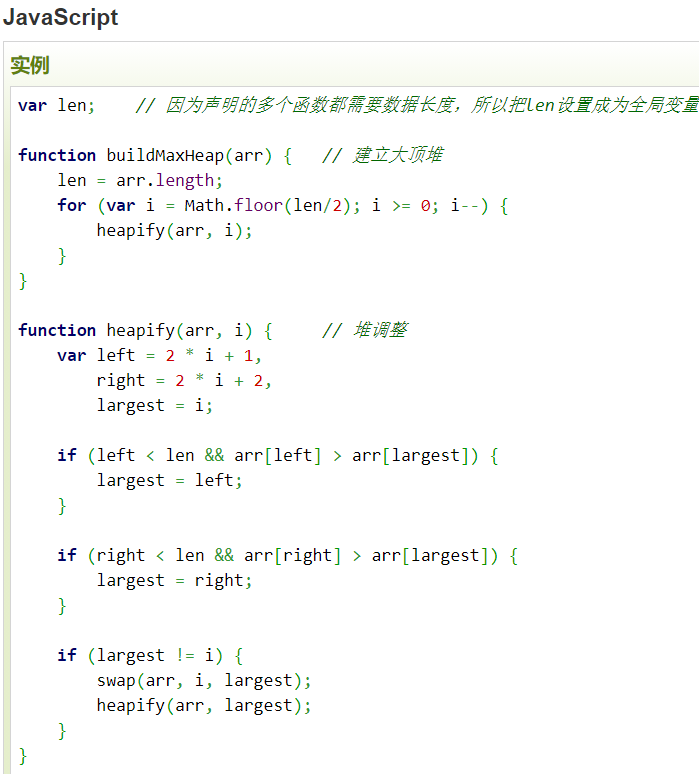 JavaScript
实例
var len;    // 因为声明的多个函数都需要数据长度，所以把len设置成为全局变量

function buildMaxHeap(arr) {   // 建立大顶堆
    len = arr.length;
    for (var i = Math.floor(len/2); i >= 0; i--) {
        heapify(arr, i);
    }
}

function heapify(arr, i) {     // 堆调整
    var left = 2 * i + 1,
        right = 2 * i + 2,
        largest = i;

    if (left < len && arr[left] > arr[largest]) {
        largest = left;
    }

    if (right < len && arr[right] > arr[largest]) {
        largest = right;
    }

    if (largest != i) {
        swap(arr, i, largest);
        heapify(arr, largest);
    }
}